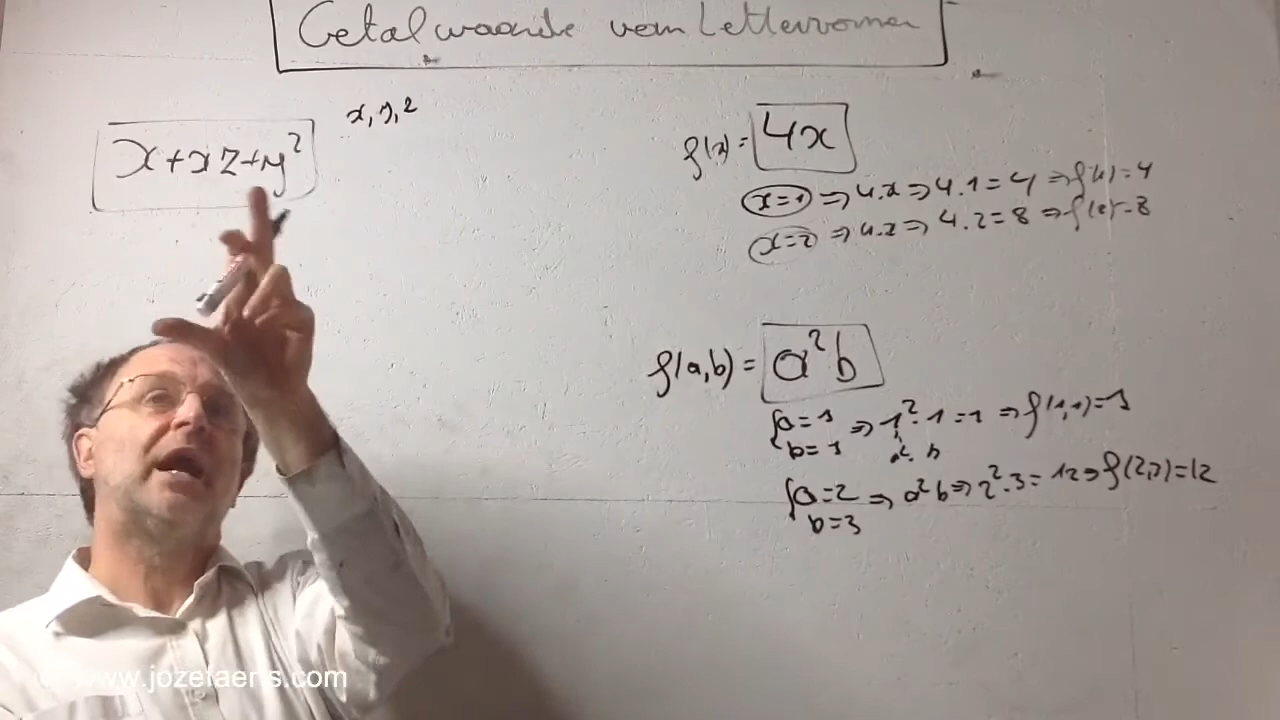 Getalwaarde van Lettervormen
x+xz+y²
x, y, z
f(x) = 4x
x=1 ⇒ 4.x ⇒ 4.1 = 4 ⇒ f(1) = 4
x=2 ⇒ 4.x ⇒ 4.2 = 8 ⇒ f(2) = 8
f(a,b) = a²b
{a=1 b=1 ⇒ 1².1 = 1 ⇒ f(1,1) = 1
a². b
{a=2 b=3 ⇒ a²b ⇒ 2².3 = 12 ⇒ f(2,3) = 12
www.jozefaerts.com